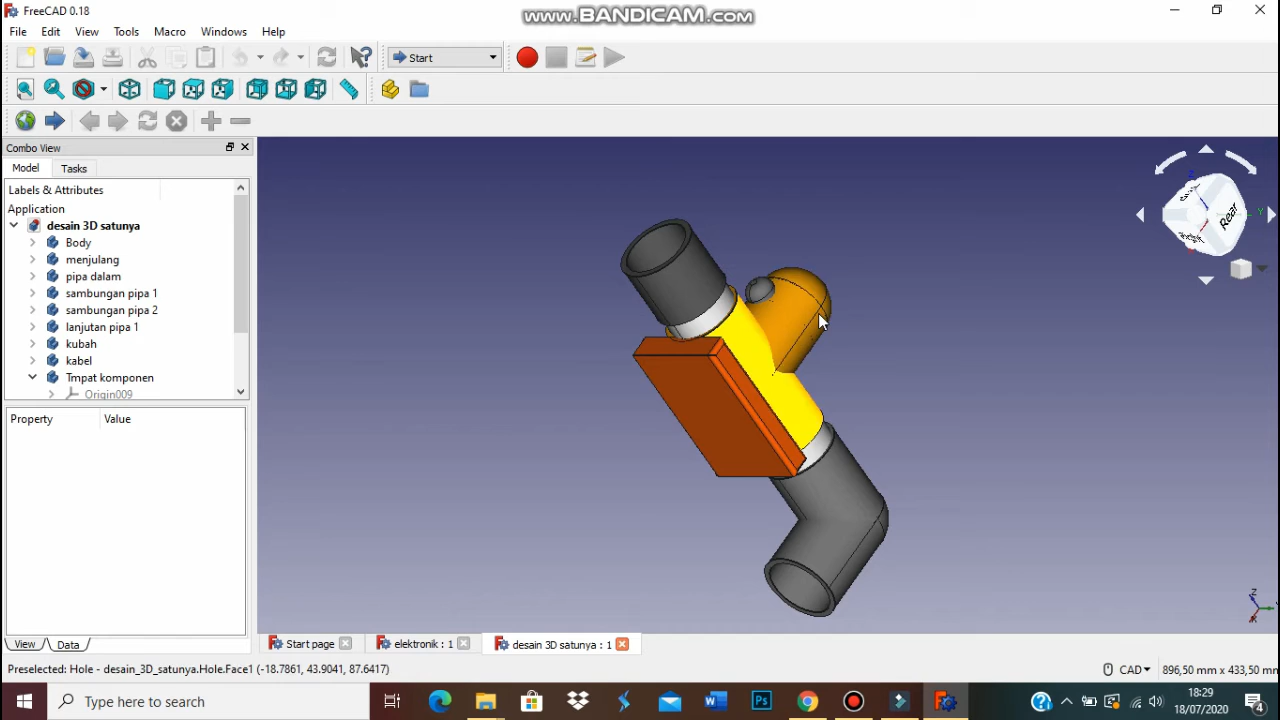 FreeCAD 0.18
www.BANDICAM.com
File Edit View Tools Macro Windows Help
Start
Combo View
Model Tasks
Labels & Attributes
Application
desain 3D satunya
Body
menjulang
pipa dalam
sambungan pipa 1
sambungan pipa 2
lanjutan pipa 1
kubah
kabel
Tmpat komponen
Origin009
Property Value
Rear
Z
Y
View Data
Start page elektronik : 1 desain 3D satunya : 1
Preselected: Hole - desain_3D_satunya.Hole.Face1 (-18.7861, 43.9041, 87.6417)
CAD 896,50 mm x 433,50 mm
Type here to search
18:29
18/07/2020
4